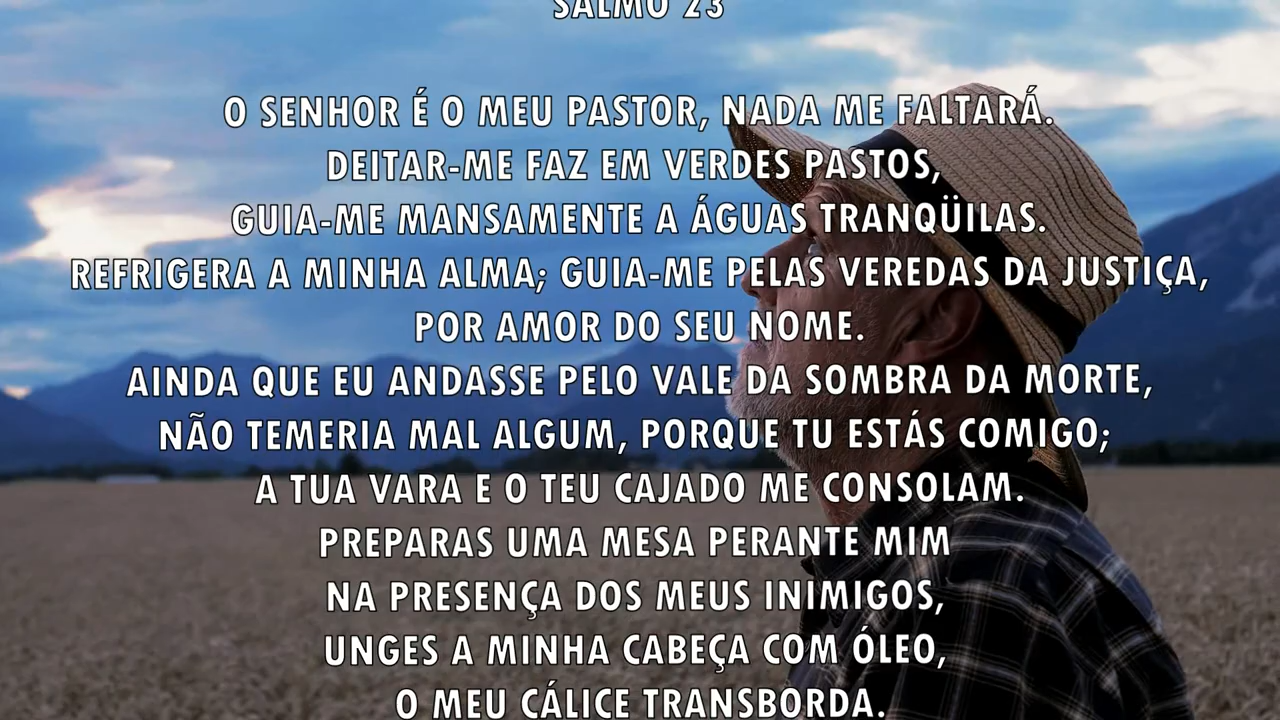 SALMO 23
O SENHOR É O MEU PASTOR, NADA ME FALTARÁ.
DEITAR-ME FAZ EM VERDES PASTOS,
GUIA-ME MANSAMENTE A ÁGUAS TRANQÜILAS.
REFRIGERA A MINHA ALMA; GUIA-ME PELAS VEREDAS DA JUSTIÇA,
POR AMOR DO SEU NOME.
AINDA QUE EU ANDASSE PELO VALE DA SOMBRA DA MORTE,
NÃO TEMERIA MAL ALGUM, PORQUE TU ESTÁS COMIGO;
A TUA VARA E O TEU CAJADO ME CONSOLAM.
PREPARAS UMA MESA PERANTE MIM
NA PRESENÇA DOS MEUS INIMIGOS,
UNGES A MINHA CABEÇA COM ÓLEO,
O MEU CÁLICE TRANSBORDA.